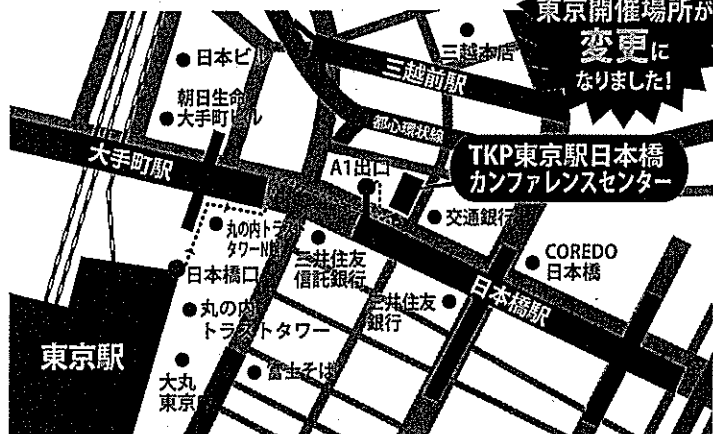 東京開催場所が
変更に
なりました!
三越本店
日本ビル
三越前駅
朝日生命
大手町ビル
都心環状線
大手町駅
A1出口
TKP東京駅日本橋
カンファレンスセンター
交通銀行
丸の内トラスト
タワーN館
三井住友
信託銀行
COREDO
日本橋
日本橋口
三井住友
銀行
日本橋駅
丸の内
トラストタワー
東京駅
富士そば
大丸
東京店